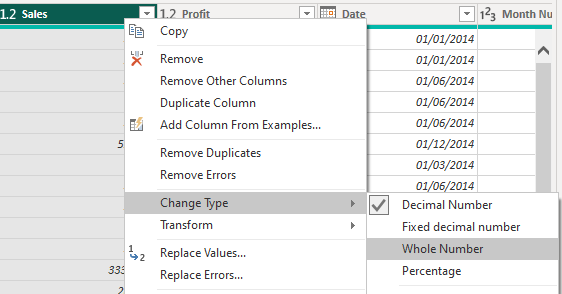 1.2 Sales 1.2 Profit Date 1²3 Month Nu
Copy 01/01/2014
Remove 01/01/2014
Remove Other Columns 01/06/2014
Duplicate Column 01/06/2014
Add Column From Examples... 01/06/2014
5 01/12/2014
Remove Duplicates 01/03/2014
Remove Errors 01/06/2014
Change Type Decimal Number
Transform Fixed decimal number
Replace Values... Whole Number
333 Replace Errors... Percentage
2